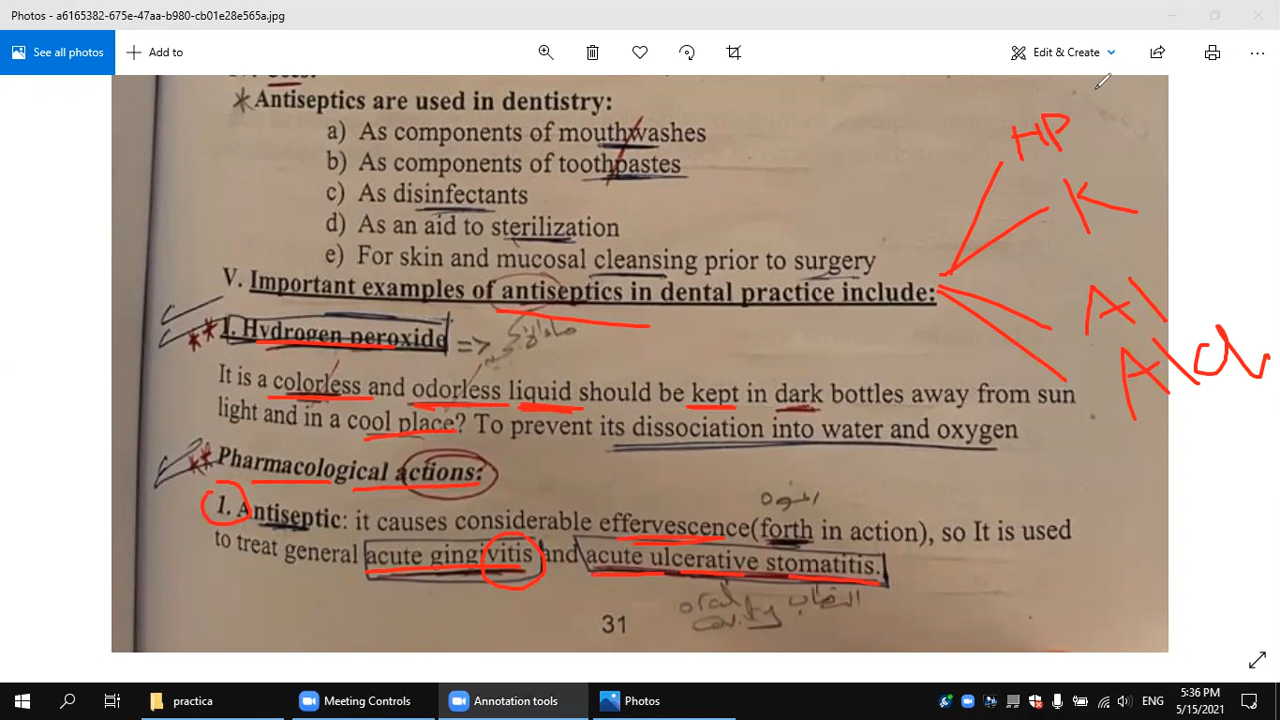 Photos - a6165382-675e-47aa-b980-cb01e28e565a.jpg
See all photos
Add to
Edit & Create
Uses:
*Antiseptics are used in dentistry:
a) As components of mouthwashes
b) As components of toothpastes
c) As disinfectants
d) As an aid to sterilization
e) For skin and mucosal cleansing prior to surgery
V. Important examples of antiseptics in dental practice include:
HP
K
Al
Alch
** I. Hydrogen peroxide =>
It is a colorless and odorless liquid should be kept in dark bottles away from sun
light and in a cool place? To prevent its dissociation into water and oxygen
** Pharmacological actions:
1. Antiseptic: it causes considerable effervescence(forth in action), so It is used
to treat general acute gingivitis and acute ulcerative stomatitis.
oral
cavity
31
practica
Meeting Controls
Annotation tools
Photos
ENG
5:36 PM
5/15/2021